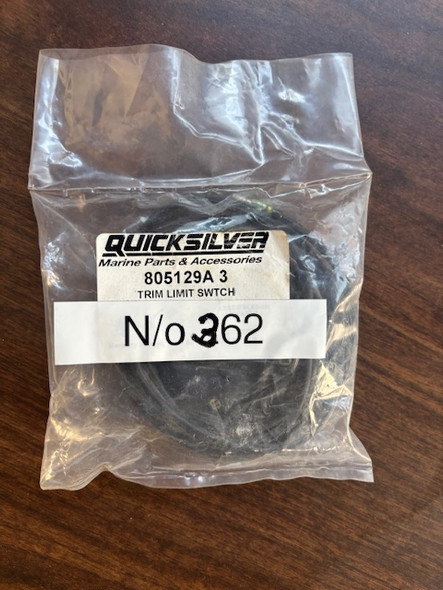 QUICKSILVER
Marine Parts & Accessories
805129A 3
TRIM LIMIT SWTCH
N/o 362